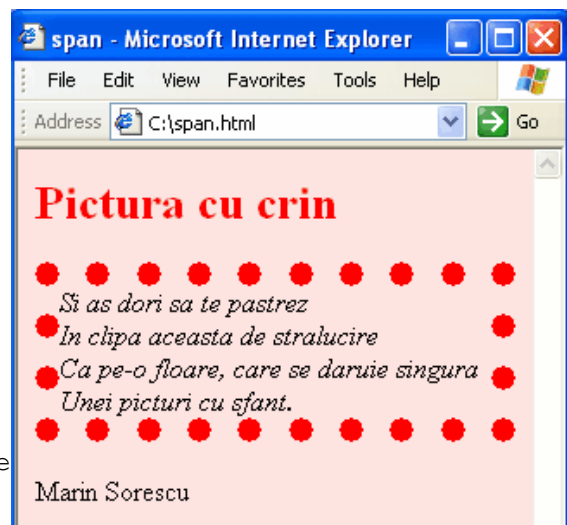 span - Microsoft Internet Explorer
File Edit View Favorites Tools Help
Address C:\span.html Go
Pictura cu crin
Si as dori sa te pastrez
In clipa aceasta de stralucire
Ca pe-o floare, care se daruie singura
Unei picturi cu sfant.
e
Marin Sorescu